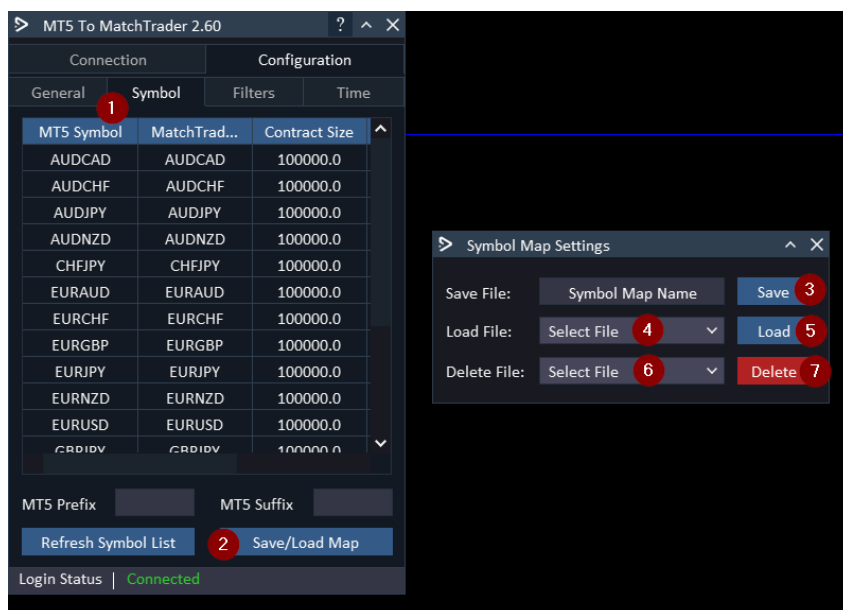 MT5 To MatchTrader 2.60 ?
Connection Configuration
General Symbol Filters Time
1
MT5 Symbol MatchTrad... Contract Size
AUDCAD AUDCAD 100000.0
AUDCHF AUDCHF 100000.0
AUDJPY AUDJPY 100000.0
AUDNZD AUDNZD 100000.0
CHFJPY CHFJPY 100000.0
EURAUD EURAUD 100000.0
EURCHF EURCHF 100000.0
EURGBP EURGBP 100000.0
EURJPY EURJPY 100000.0
EURNZD EURNZD 100000.0
EURUSD EURUSD 100000.0
GBPJPY GBPJPY 100000.0
MT5 Prefix MT5 Suffix
Refresh Symbol List 2 Save/Load Map
Login Status | Connected
Symbol Map Settings
Save File: Symbol Map Name Save 3
Load File: Select File 4 Load 5
Delete File: Select File 6 Delete 7